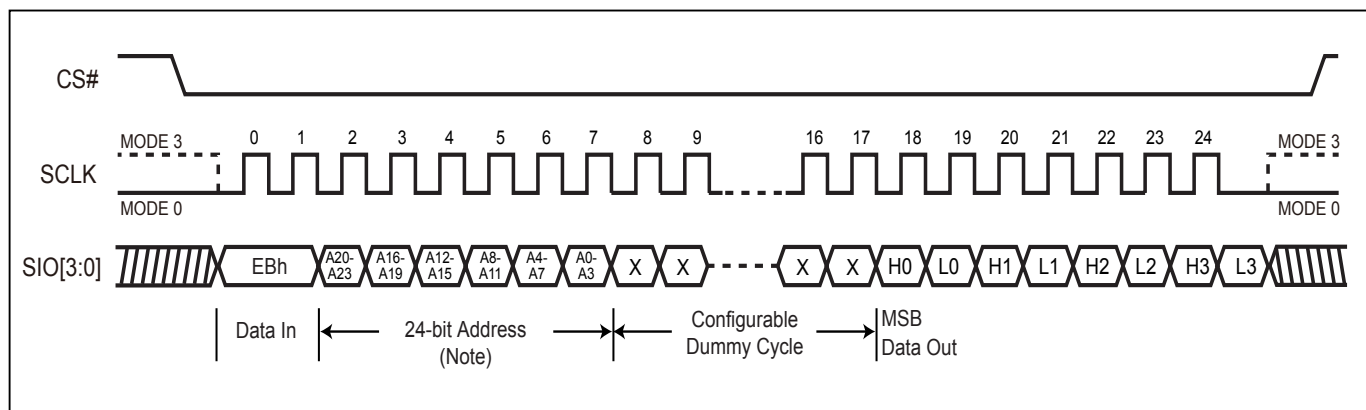 CS#
MODE 3
0 1 2 3 4 5 6 7 8 9 16 17 18 19 20 21 22 23 24
MODE 3
SCLK
MODE 0
MODE 0
SIO[3:0]
EBh
A20-
A23
A16-
A19
A12-
A15
A8-
A11
A4-
A7
A0-
A3
X X X X H0 L0 H1 L1 H2 L2 H3 L3
Data In
24-bit Address
(Note)
Configurable
Dummy Cycle
MSB
Data Out